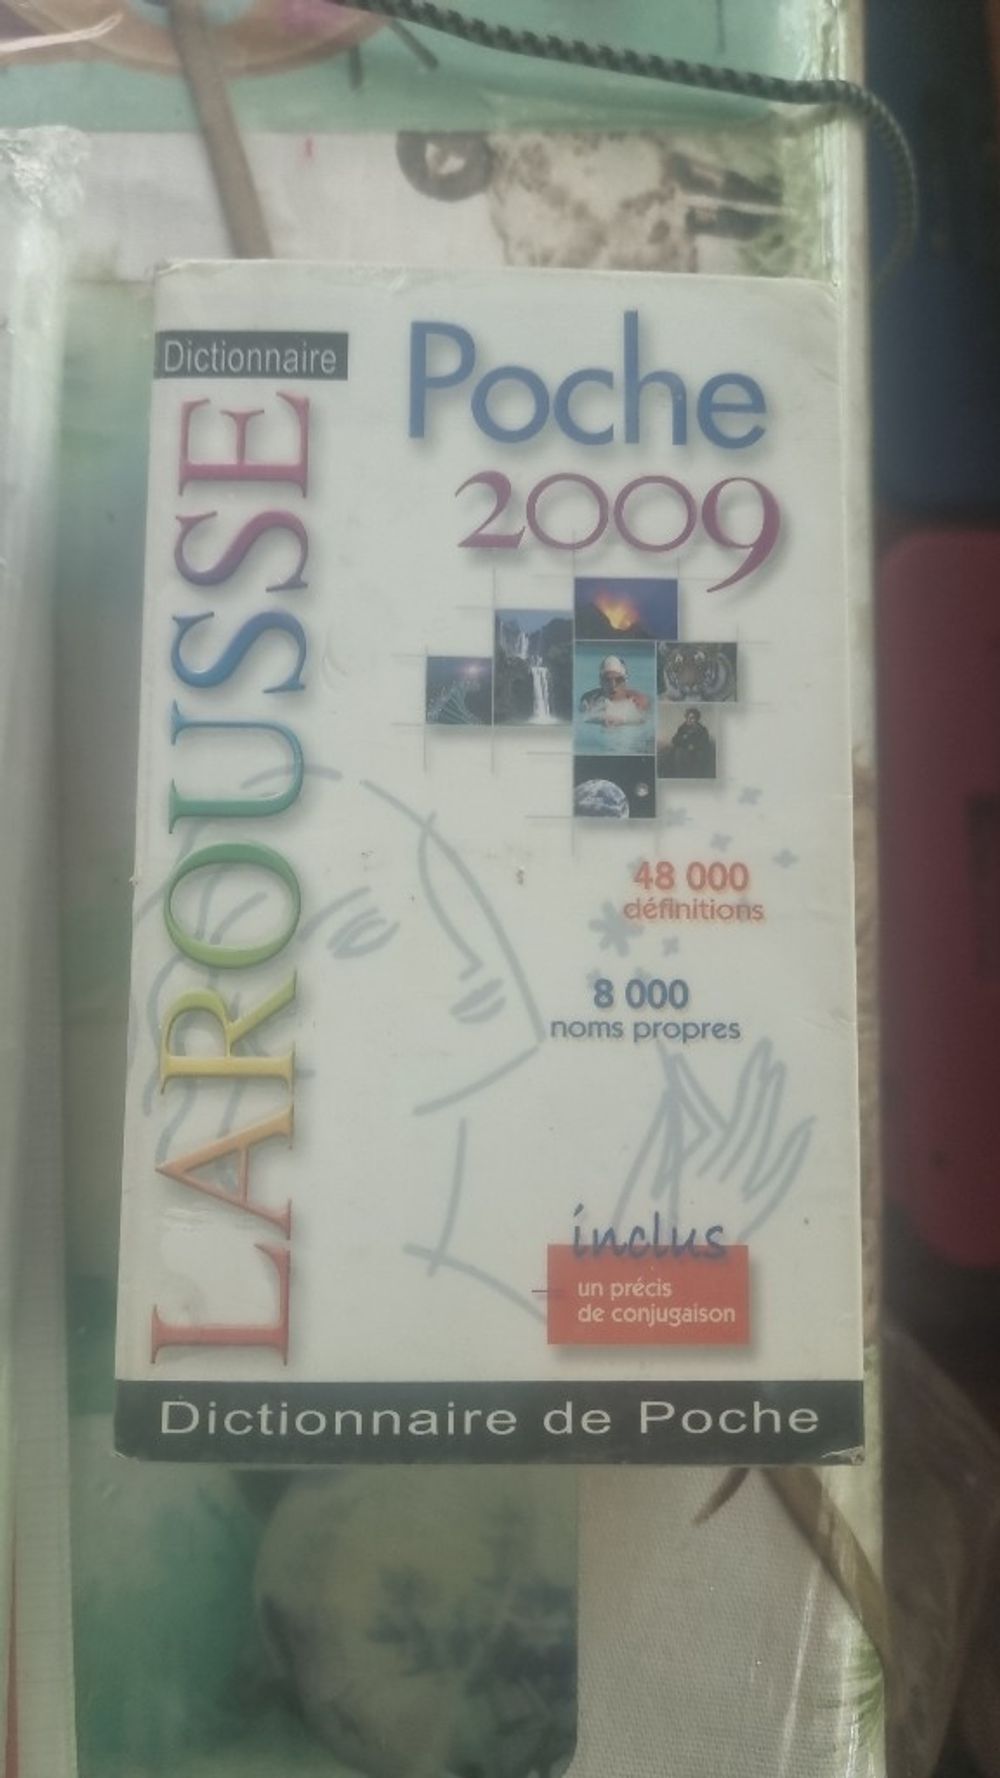 Dictionnaire
LAROUSSE
Poche
2009
48 000
définitions
8 000
noms propres
inclus
un précis
de conjugaison
Dictionnaire de Poche